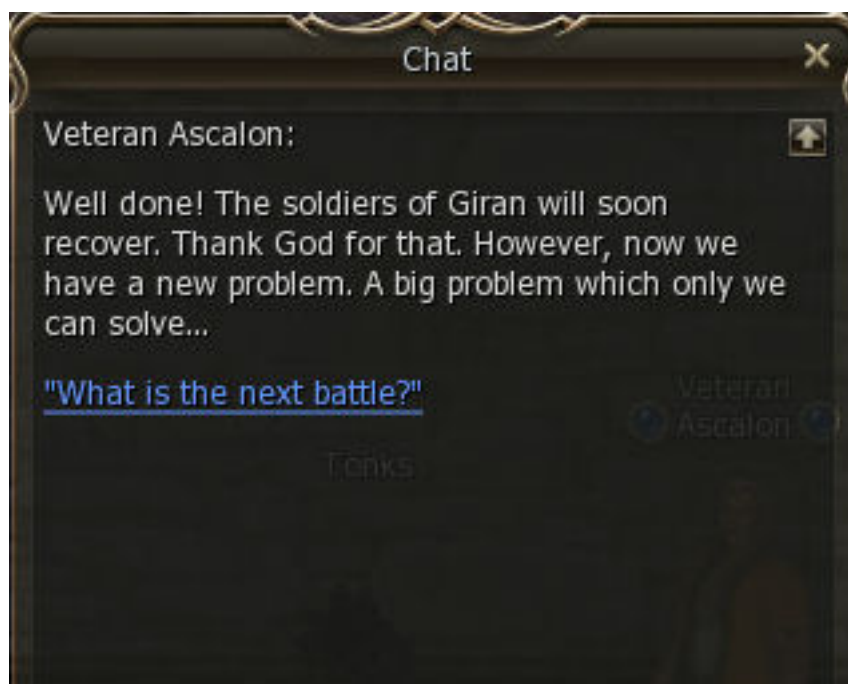 Chat
Veteran Ascalon:
Well done! The soldiers of Giran will soon
recover. Thank God for that. However, now we
have a new problem. A big problem which only we
can solve...
"What is the next battle?"
Veteran
Ascalon
Tonks